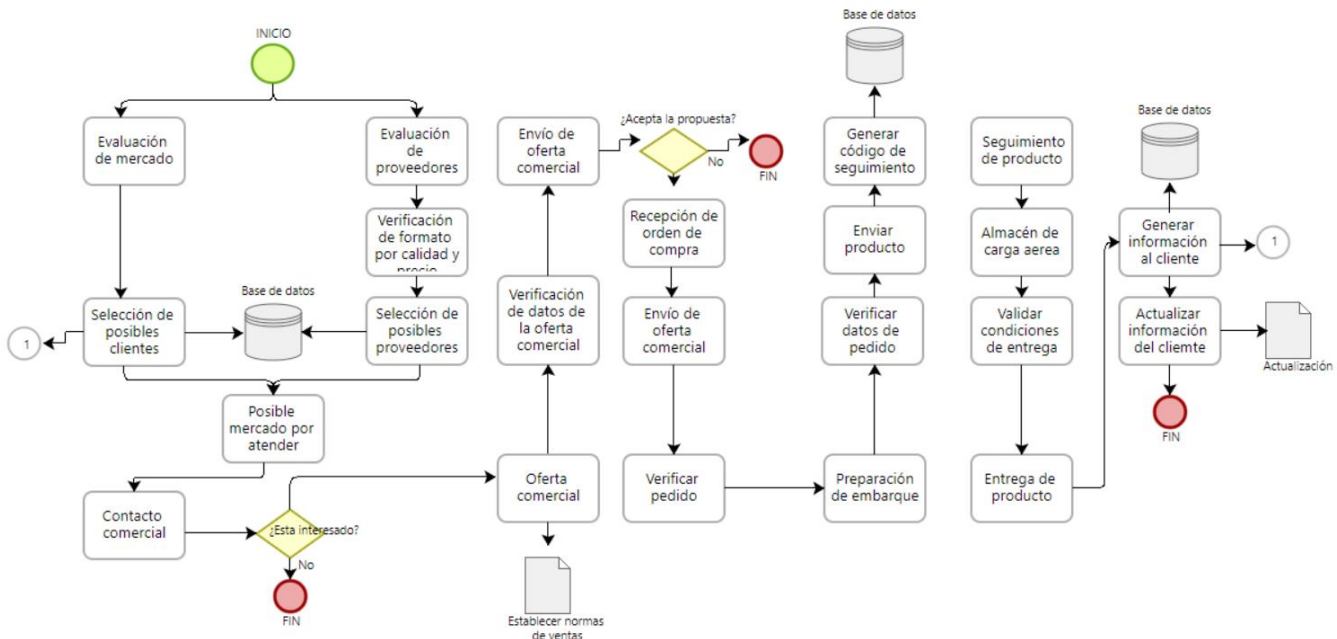 INICIO
Evaluación
de mercado
Evaluación
de
proveedores
Verificación
de formato
por calidad y
precio
Selección de
posibles
clientes
1
Base de datos
Selección de
posibles
proveedores
Posible
mercado por
atender
Contacto
comercial
¿Esta interesado?
No
FIN
Oferta
comercial
Establecer normas
de ventas
Verificación
de datos de
la oferta
comercial
Envío de
oferta
comercial
¿Acepta la propuesta?
No
FIN
Recepción de
orden de
compra
Envío de
oferta
comercial
Verificar
pedido
Preparación
de embarque
Verificar
datos de
pedido
Enviar
producto
Generar
código de
seguimiento
Base de datos
Seguimiento
de producto
Almacén de
carga aerea
Validar
condiciones
de entrega
Entrega de
producto
Base de datos
Generar
información
al cliente
1
Actualizar
información
del cliemte
Actualización
FIN